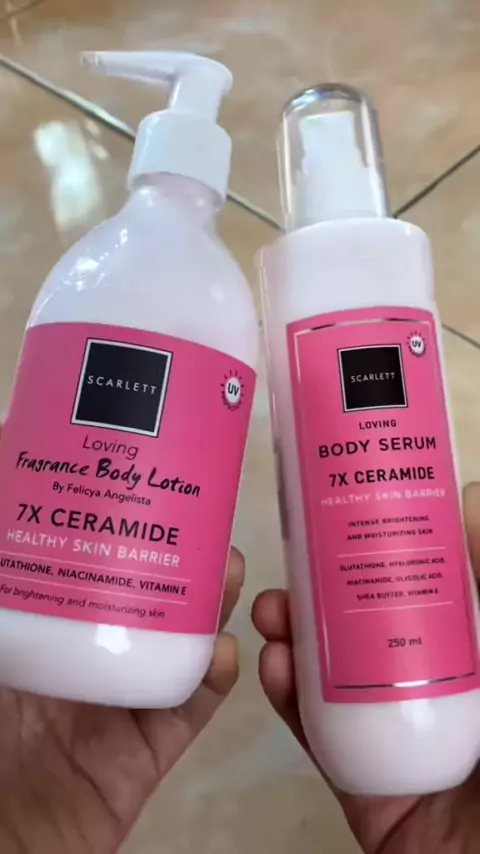 SCARLETT
UV
Loving
Fragrance Body Lotion
By Felicya Angelista
7X CERAMIDE
HEALTHY SKIN BARRIER
UTATHIONE, NIACINAMIDE, VITAMIN E
For brightening and moisturizing skin
SCARLETT
UV
LOVING
BODY SERUM
7X CERAMIDE
HEALTHY SKIN BARRIER
INTENSE BRIGHTENING
AND MOISTURIZING SKIN
GLUTATHIONE, HYALURONIC ACID,
NIACINAMIDE, GLYCOLIC ACID,
SHEA BUTTER, VITAMIN E
250 ml